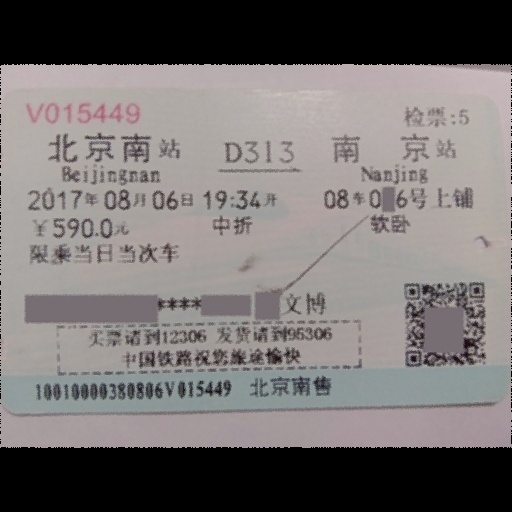 V015449 检票:5
北京南站 D313 南京站
Beijingnan Nanjing
2017年08月06日 19:34开 08车0 6号上铺
￥590.0元 中折 软卧
限乘当日当次车
**** 文博
买票请到12306 发货请到95306
中国铁路祝您旅途愉快
10010000380806V015449 北京南售